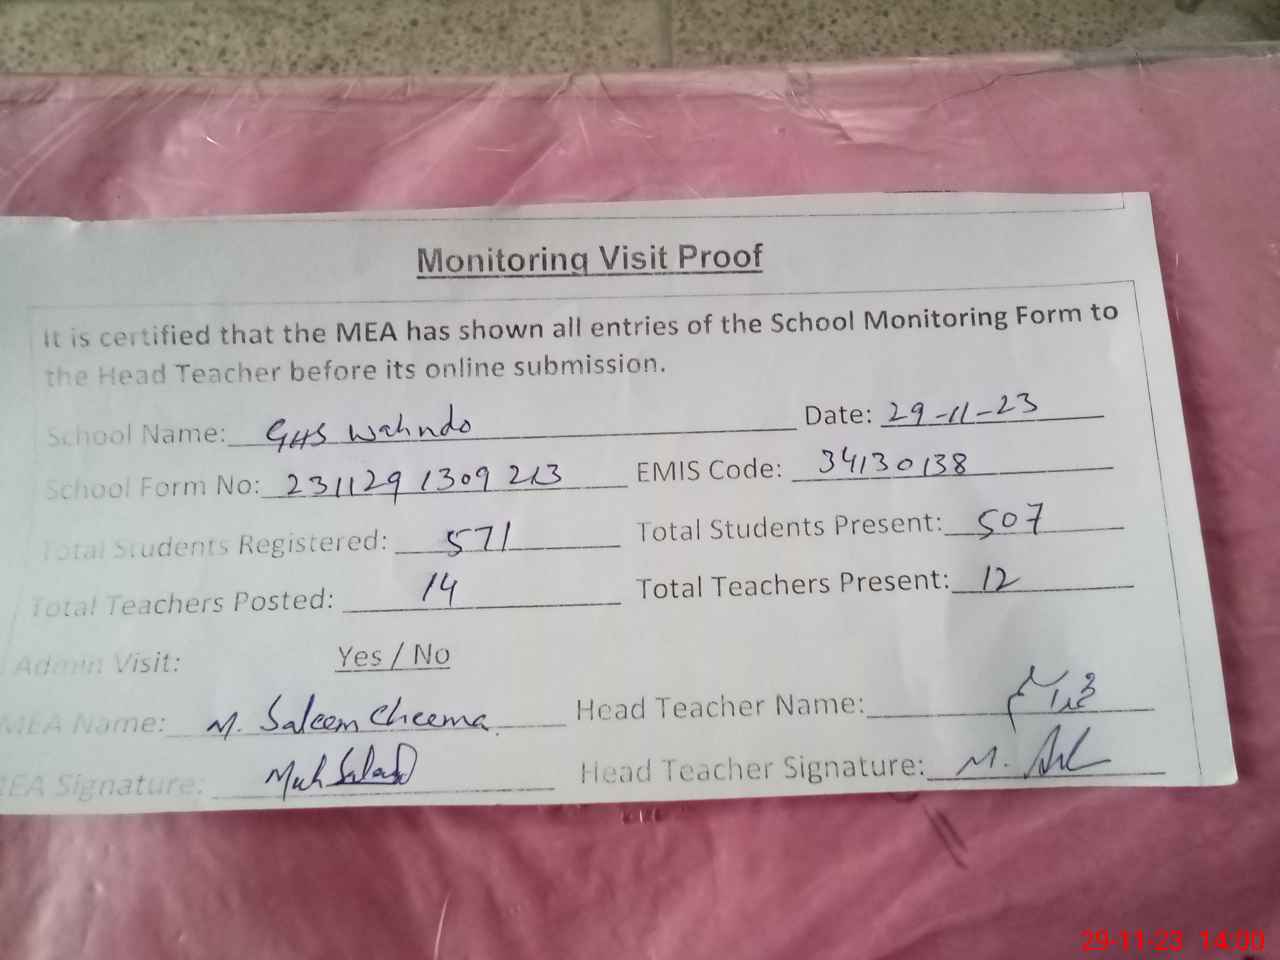 Monitoring Visit Proof
It is certified that the MEA has shown all entries of the School Monitoring Form to
the Head Teacher before its online submission.
School Name: GHS Wahndo Date: 29-11-23
School Form No: 2311291309213 EMIS Code: 34130138
Total Students Registered: 571 Total Students Present: 507
Total Teachers Posted: 14 Total Teachers Present: 12
Admin Visit: Yes / No
MEA Name: M. Saleem Cheema Head Teacher Name:
MEA Signature: Head Teacher Signature: M.
29-11-23 14:00